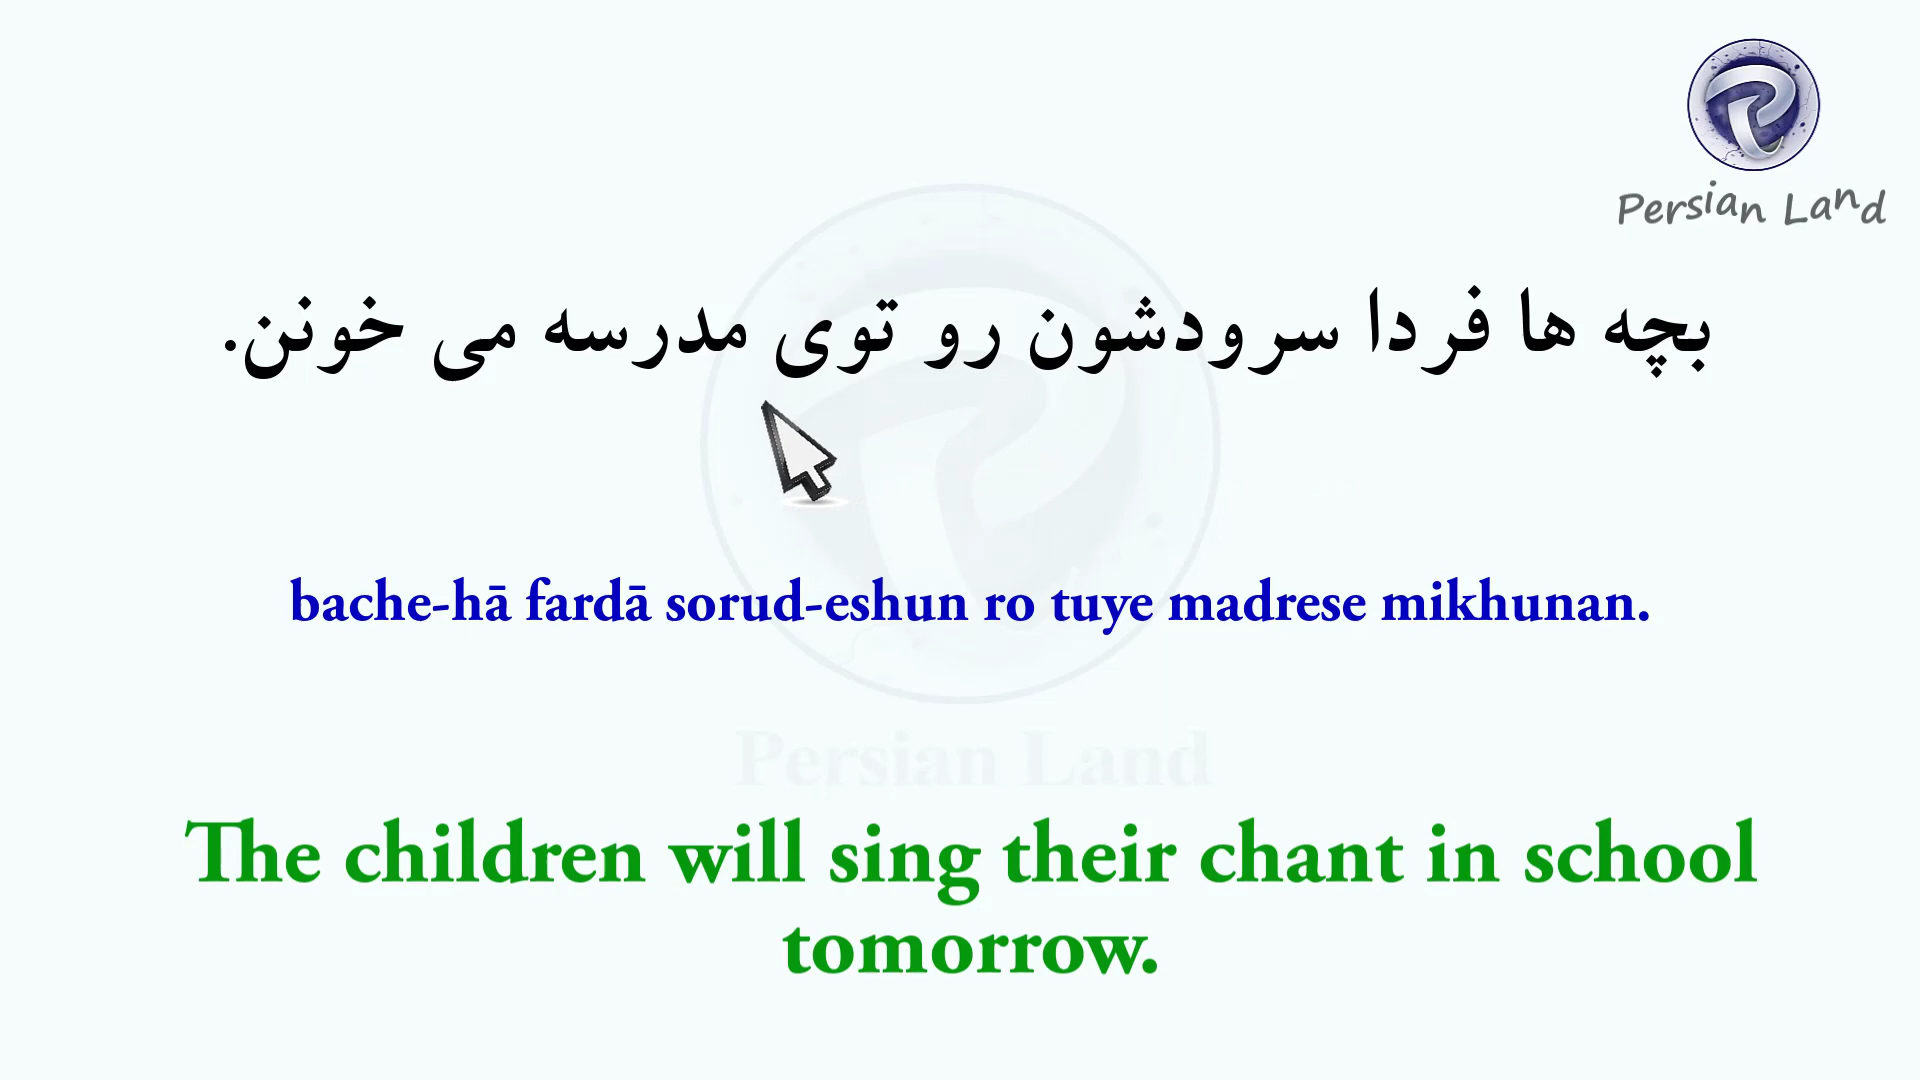 Persian Land
بچه ها فردا سرودشون رو توی مدرسه می خونن.
bache-hā fardā sorud-eshun ro tuye madrese mikhunan.
Persian Land
The children will sing their chant in school
tomorrow.